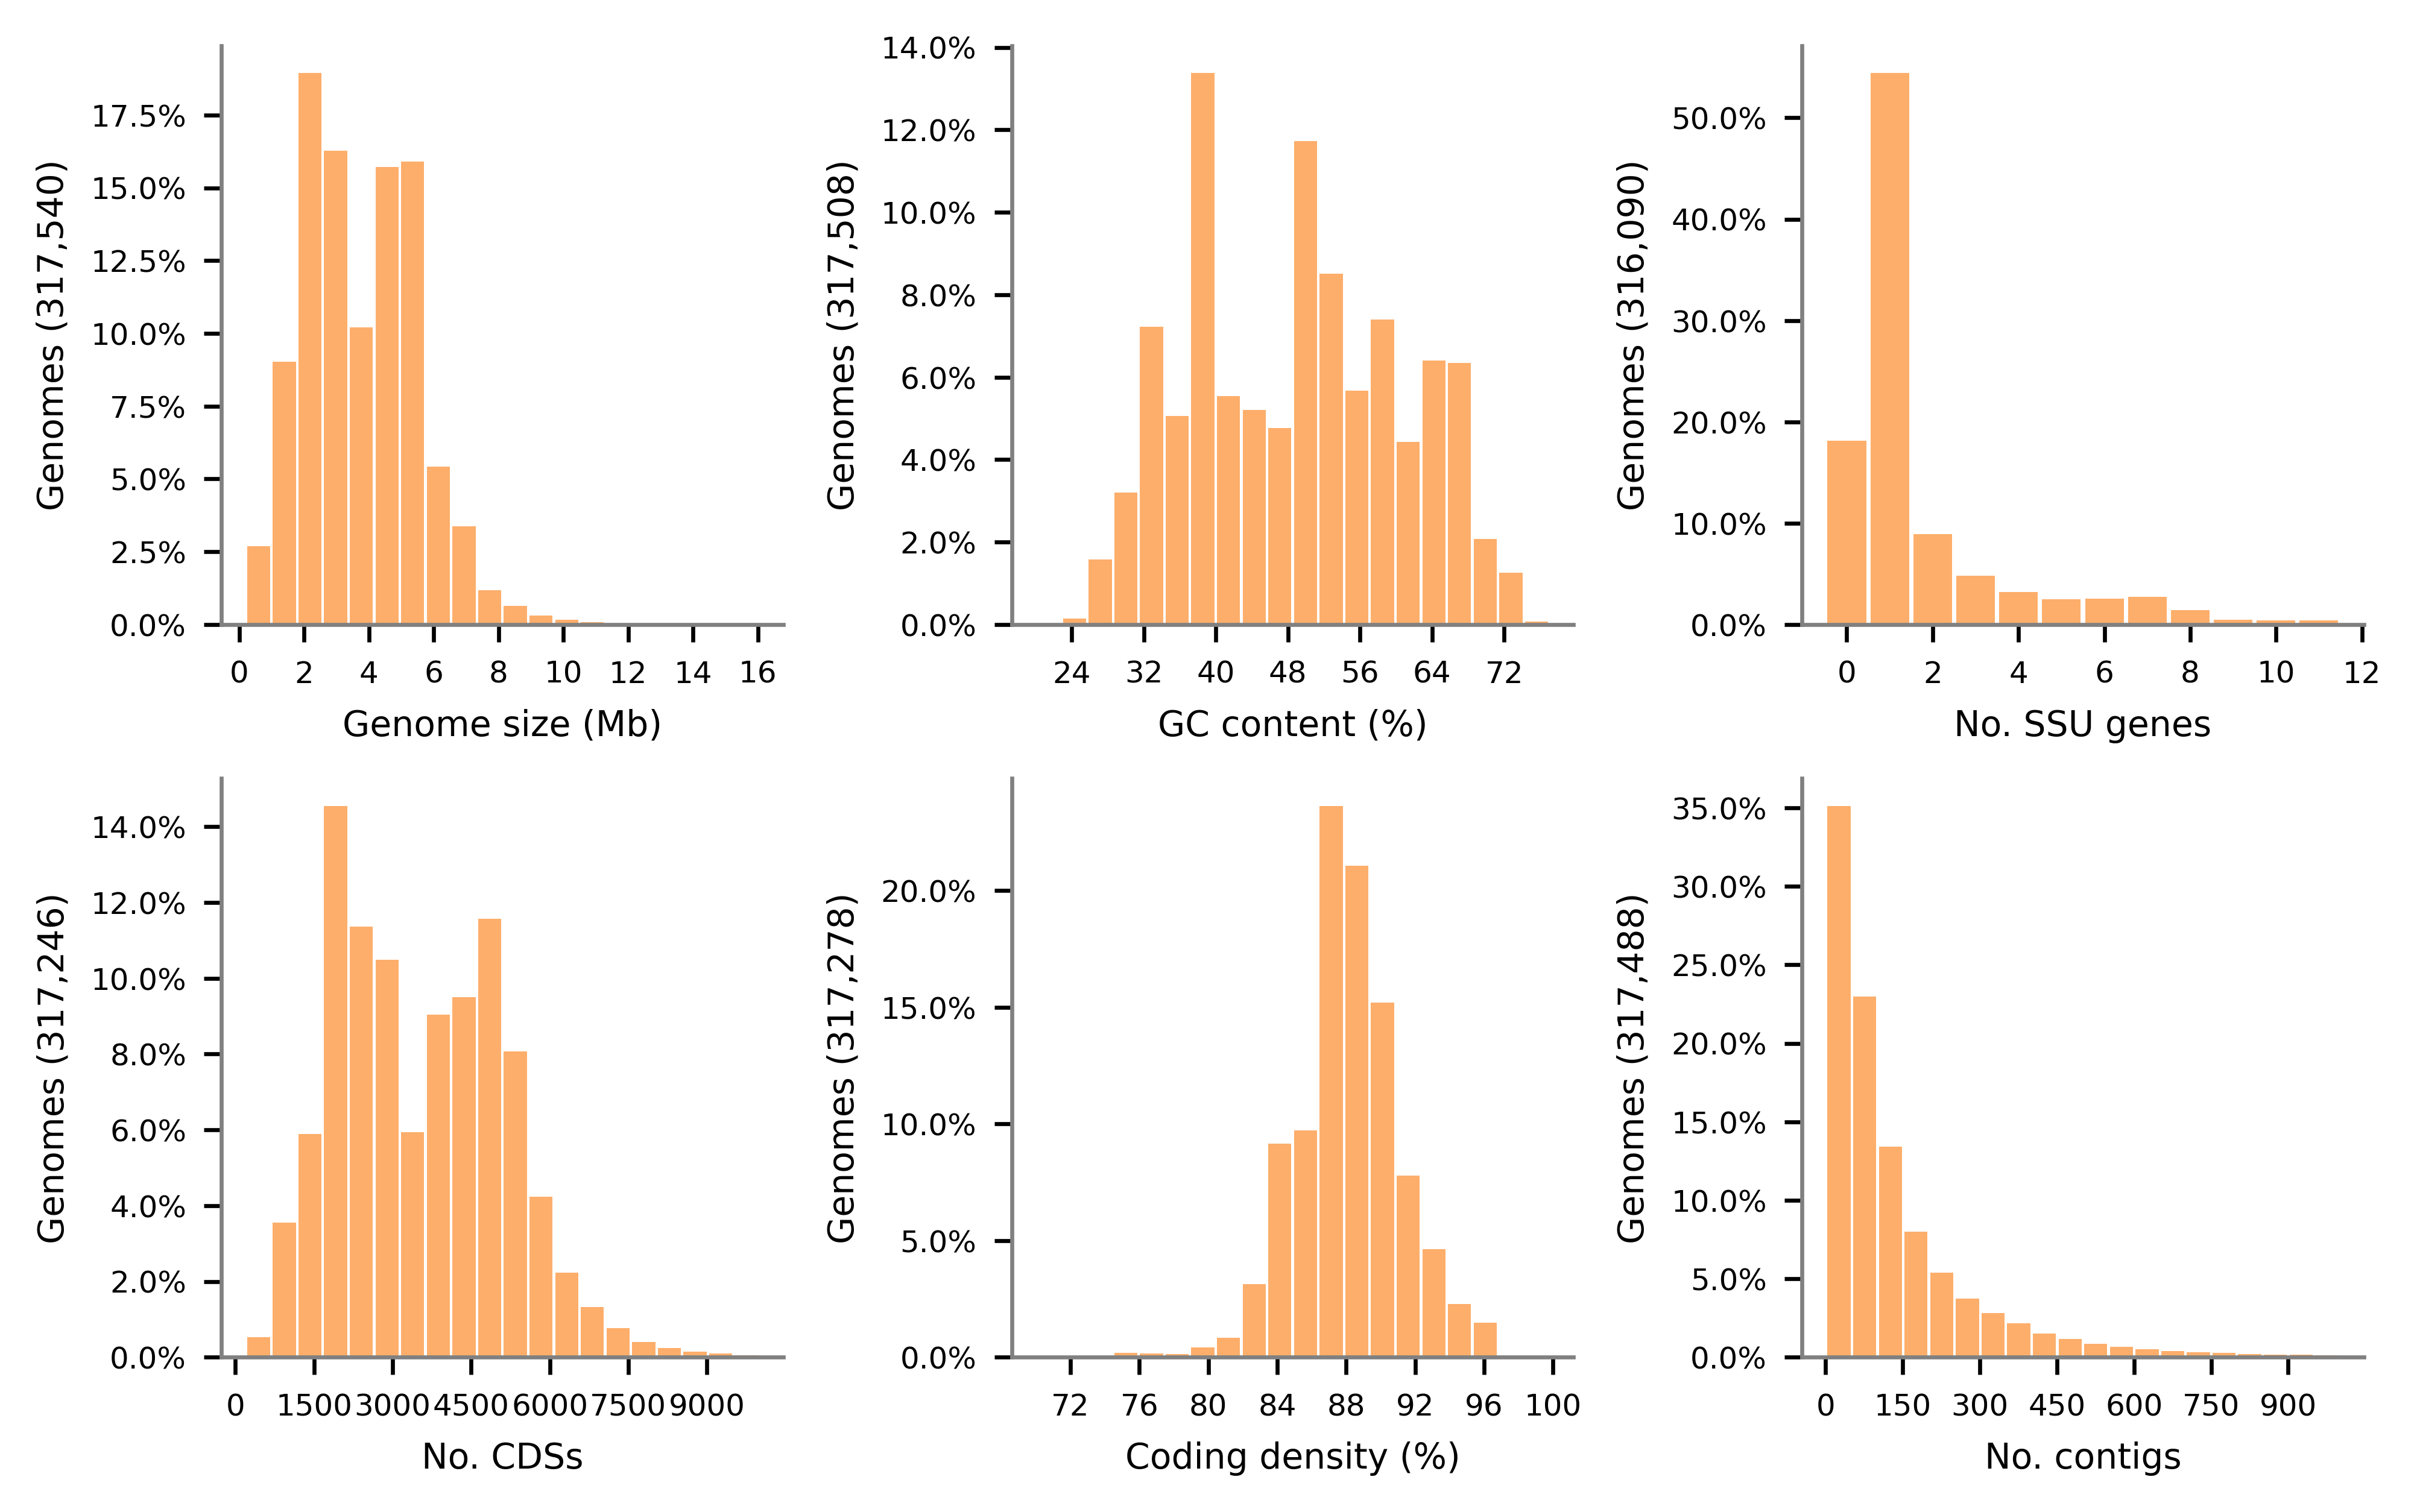 Genomes (317,540)
17.5%
15.0%
12.5%
10.0%
7.5%
5.0%
2.5%
0.0%
0 2 4 6 8 10 12 14 16
Genome size (Mb)
Genomes (317,508)
14.0%
12.0%
10.0%
8.0%
6.0%
4.0%
2.0%
0.0%
24 32 40 48 56 64 72
GC content (%)
Genomes (316,090)
50.0%
40.0%
30.0%
20.0%
10.0%
0.0%
0 2 4 6 8 10 12
No. SSU genes
Genomes (317,246)
14.0%
12.0%
10.0%
8.0%
6.0%
4.0%
2.0%
0.0%
0 1500 3000 4500 6000 7500 9000
No. CDSs
Genomes (317,278)
20.0%
15.0%
10.0%
5.0%
0.0%
72 76 80 84 88 92 96 100
Coding density (%)
Genomes (317,488)
35.0%
30.0%
25.0%
20.0%
15.0%
10.0%
5.0%
0.0%
0 150 300 450 600 750 900
No. contigs